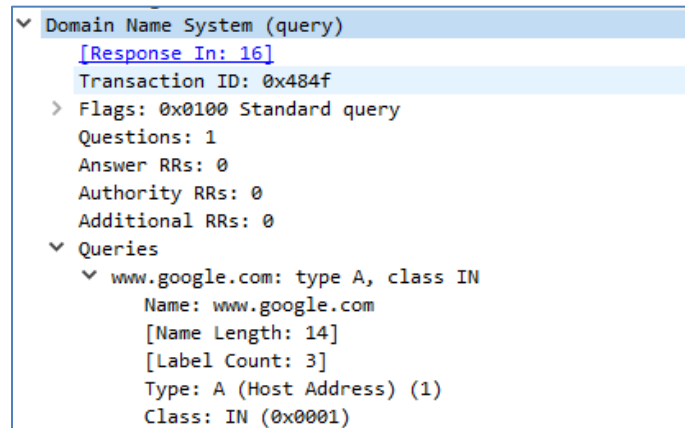 Domain Name System (query)
[Response In: 16]
Transaction ID: 0x484f
Flags: 0x0100 Standard query
Questions: 1
Answer RRs: 0
Authority RRs: 0
Additional RRs: 0
Queries
www.google.com: type A, class IN
Name: www.google.com
[Name Length: 14]
[Label Count: 3]
Type: A (Host Address) (1)
Class: IN (0x0001)